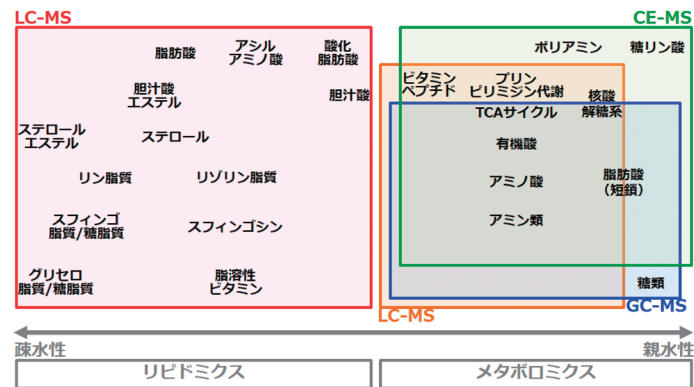 LC-MS
CE-MS
脂肪酸
アシル
アミノ酸
酸化
脂肪酸
胆汁酸
エステル
胆汁酸
ステロール
エステル
ステロール
リン脂質
リゾリン脂質
スフィンゴ
脂質/糖脂質
スフィンゴシン
グリセロ
脂質/糖脂質
脂溶性
ビタミン
ポリアミン
糖リン酸
ビタミン
ペプチド
プリン
ピリミジン代謝
核酸
解糖系
TCAサイクル
有機酸
アミノ酸
脂肪酸
（短鎖）
アミン類
糖類
GC-MS
LC-MS
疎水性
親水性
リピドミクス
メタボロミクス